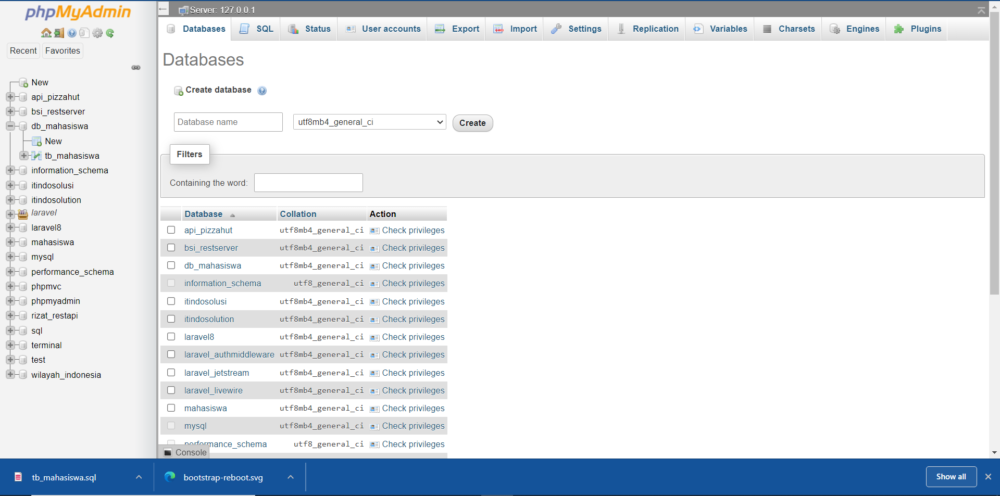 phpMyAdmin
Recent
Favorites
New
api_pizzahut
bsi_restserver
db_mahasiswa
New
tb_mahasiswa
information_schema
itindosolusi
itindosolution
laravel
laravel8
mahasiswa
mysql
performance_schema
phpmvc
phpmyadmin
rizat_restapi
sql
terminal
test
wilayah_indonesia
Server: 127.0.0.1
Databases
SQL
Status
User accounts
Export
Import
Settings
Replication
Variables
Charsets
Engines
Plugins
Databases
Create database
Database name
utf8mb4_general_ci
Create
Filters
Containing the word:
Database Collation Action
api_pizzahut utf8mb4_general_ci Check privileges
bsi_restserver utf8mb4_general_ci Check privileges
db_mahasiswa utf8mb4_general_ci Check privileges
information_schema utf8_general_ci Check privileges
itindosolusi utf8mb4_general_ci Check privileges
itindosolution utf8mb4_general_ci Check privileges
laravel8 utf8mb4_general_ci Check privileges
laravel_authmiddleware utf8mb4_general_ci Check privileges
laravel_jetstream utf8mb4_general_ci Check privileges
laravel_livewire utf8mb4_general_ci Check privileges
mahasiswa utf8mb4_general_ci Check privileges
mysql utf8mb4_general_ci Check privileges
performance_schema utf8_general_ci Check privileges
Console
tb_mahasiswa.sql
bootstrap-reboot.svg
Show all